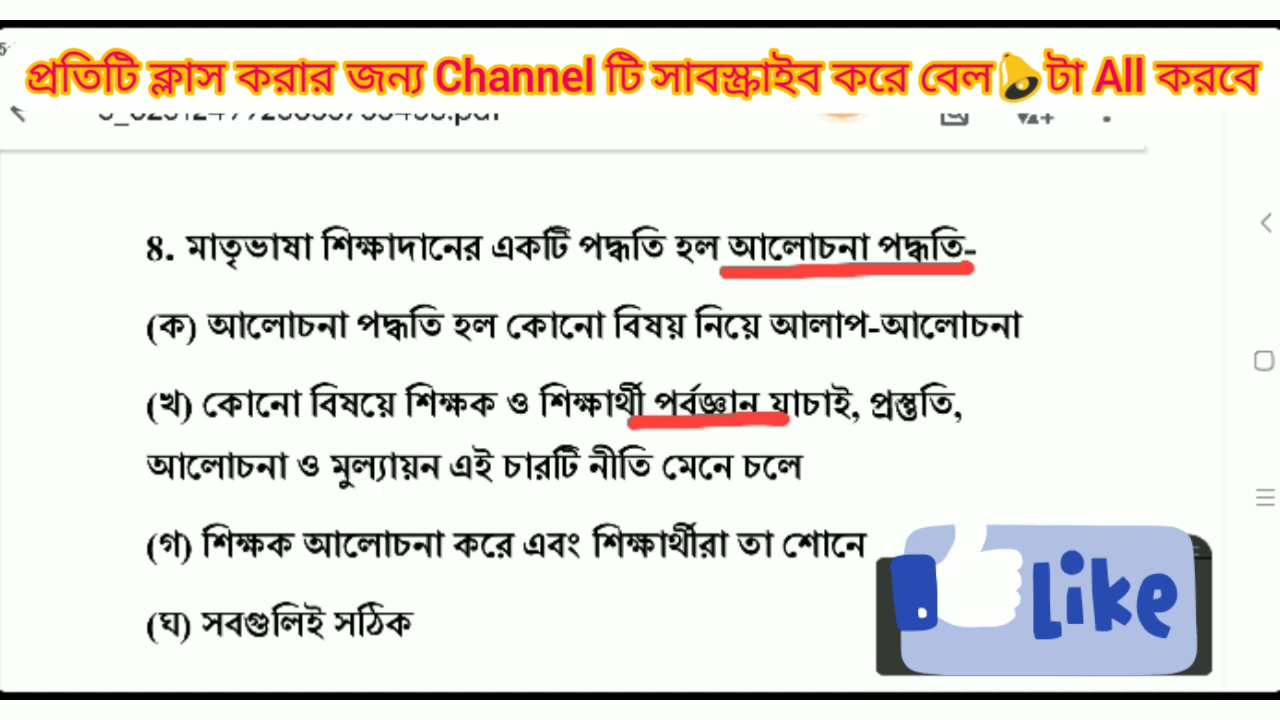 প্রতিটি ক্লাস করার জন্য Channel টি সাবস্ক্রাইব করে বেল🔔টা All করবে
8. মাতৃভাষা শিক্ষাদানের একটি পদ্ধতি হল আলোচনা পদ্ধতি-
(ক) আলোচনা পদ্ধতি হল কোনো বিষয় নিয়ে আলাপ-আলোচনা
(খ) কোনো বিষয়ে শিক্ষক ও শিক্ষার্থী পর্বজ্ঞান যাচাই, প্রস্তুতি,
আলোচনা ও মুল্যায়ন এই চারটি নীতি মেনে চলে
(গ) শিক্ষক আলোচনা করে এবং শিক্ষার্থীরা তা শোনে
(ঘ) সবগুলিই সঠিক
Like